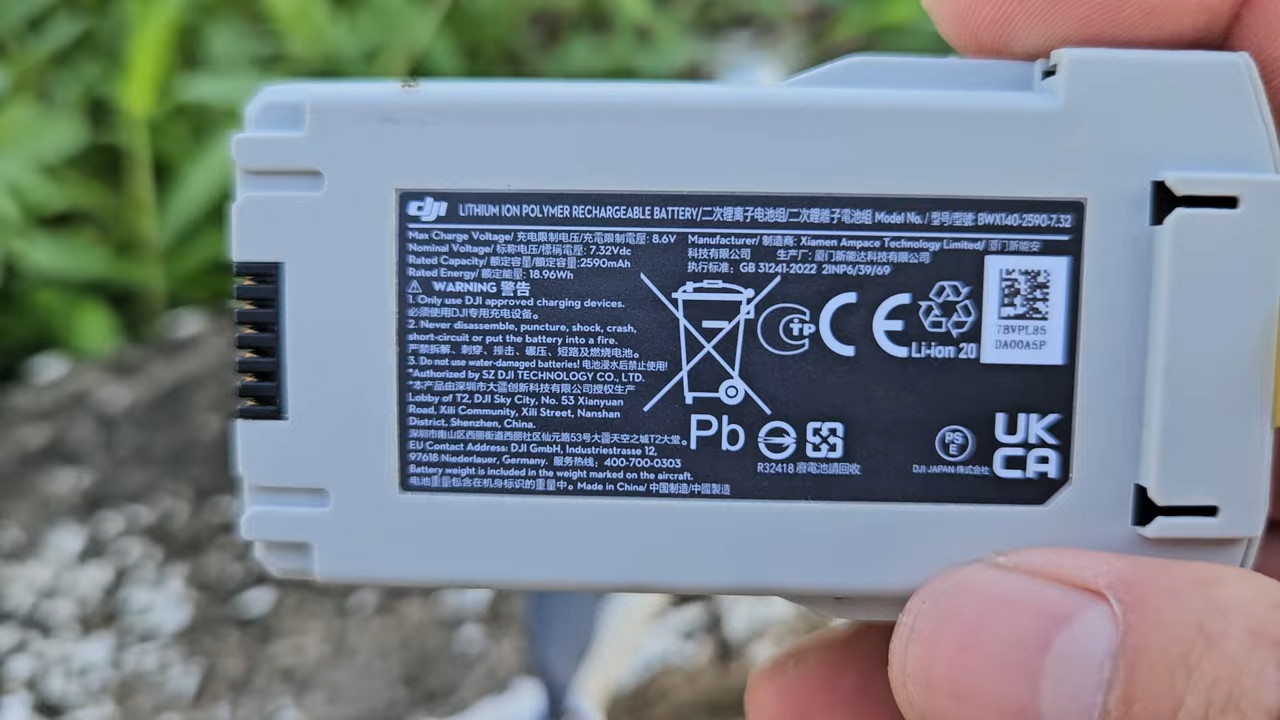 dji LITHIUM ION POLYMER RECHARGEABLE BATTERY/二次锂离子电池组/二次鋰離子電池組 Model No./ 型号/型號: BWX140-2590-7.32
Max Charge Voltage/ 充电限制电压/充電限制電壓: 8.6V
Nominal Voltage/ 标称电压/標稱電壓: 7.32Vdc
Rated Capacity/ 额定容量/額定容量:2590mAh
Rated Energy/ 额定能量: 18.96Wh
WARNING 警告
1. Only use DJI approved charging devices.
必须使用DJI专用充电设备。
2. Never disassemble, puncture, shock, crash,
short-circuit or put the battery into a fire.
严禁拆解、刺穿、撞击、碾压、短路及燃烧电池。
3. Do not use water-damaged batteries! 电池浸水后禁止使用!
*Authorized by SZ DJI TECHNOLOGY CO., LTD.
*本产品由深圳市大疆创新科技有限公司授权生产
Lobby of T2, DJI Sky City, No. 53 Xianyuan
Road, Xili Community, Xili Street, Nanshan
District, Shenzhen, China.
深圳市南山区西丽街道西丽社区仙元路53号大疆天空之城T2大堂。
EU Contact Address: DJI GmbH, Industriestrasse 12,
97618 Niederlauer, Germany. 服务热线: 400-700-0303
Battery weight is included in the weight marked on the aircraft.
电池重量包含在机身标识的重量中。Made in China/ 中国制造/中國製造
Manufacturer/ 制造商: Xiamen Ampace Technology Limited/ 厦门新能安
科技有限公司 生产厂: 厦门新能达科技有限公司
执行标准: GB 31241-2022 2INP6/39/69
CE
Li-ion 20
7BVPL8S
DA00A5P
Pb
R32418 廢電池請回收
PS
E
DJI JAPAN 株式会社
UK
CA